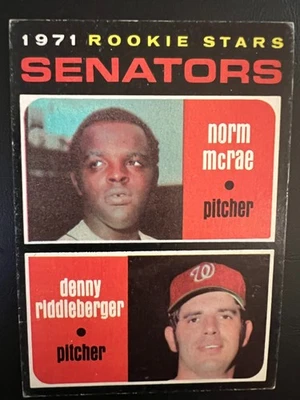 1971 ROOKIE STARS
SENATORS
norm
mcrae
•
pitcher
denny
riddleberger
•
pitcher
W